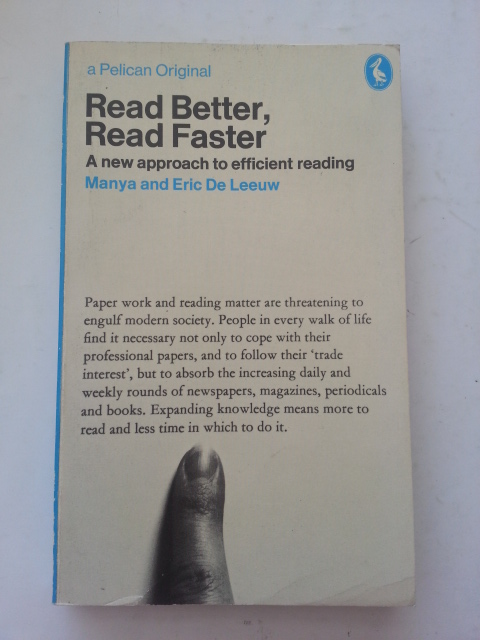 a Pelican Original
Read Better,
Read Faster
A new approach to efficient reading
Manya and Eric De Leeuw
Paper work and reading matter are threatening to
engulf modern society. People in every walk of life
find it necessary not only to cope with their
professional papers, and to follow their ‘trade
interest’, but to absorb the increasing daily and
weekly rounds of newspapers, magazines, periodicals
and books. Expanding knowledge means more to
read and less time in which to do it.